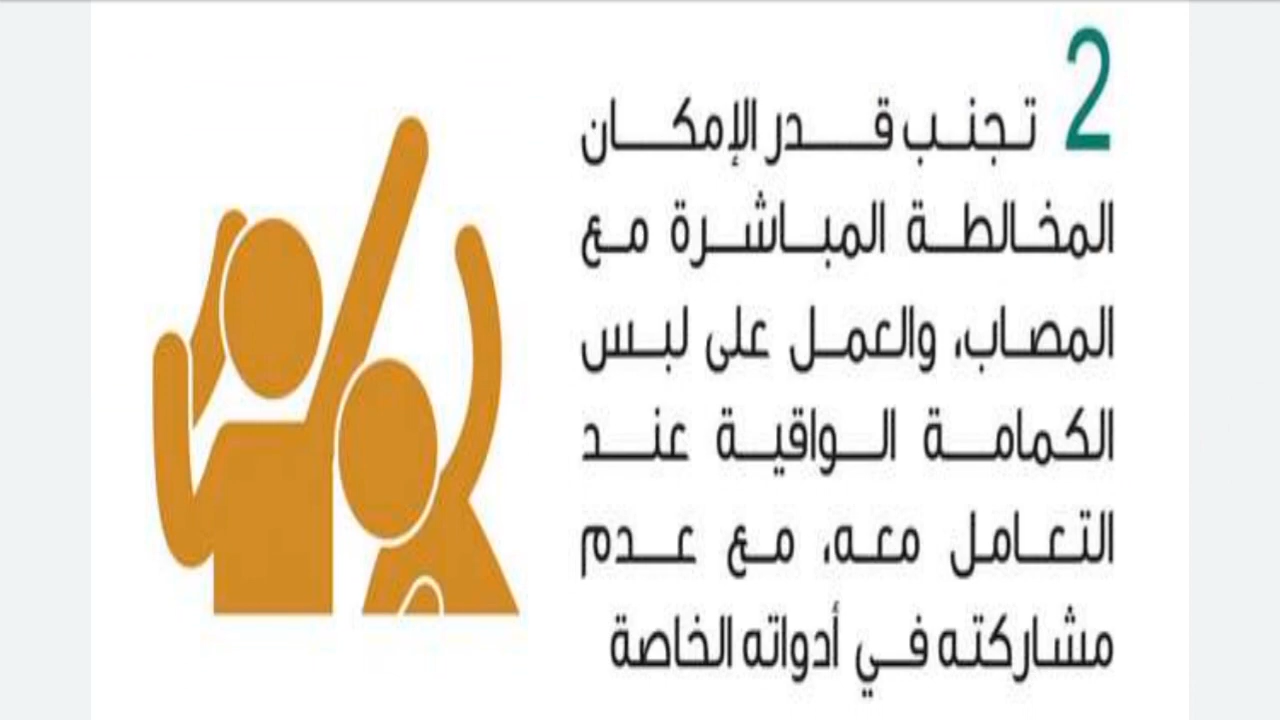 2 تجنب قدر الإمكان
المخالطة المباشرة مع
المصاب، والعمل على لبس
الكمامة الواقية عند
التعامل معه، مع عدم
مشاركته في أدواته الخاصة